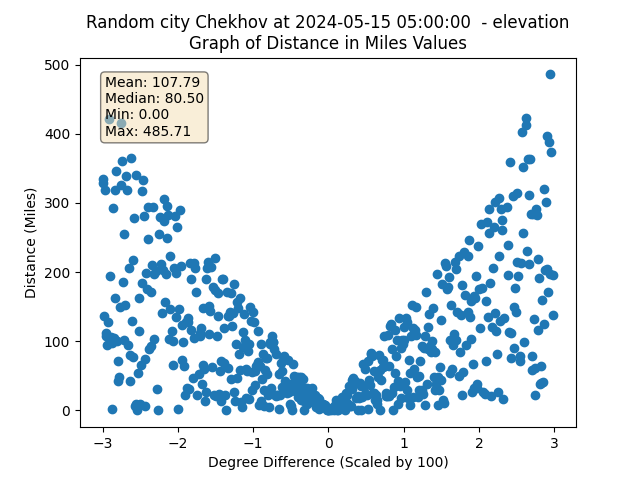 Random city Chekhov at 2024-05-15 05:00:00  - elevation
Graph of Distance in Miles Values
500
400
300
200
100
0
Distance (Miles)
Mean: 107.79
Median: 80.50
Min: 0.00
Max: 485.71
−3 −2 −1 0 1 2 3
Degree Difference (Scaled by 100)